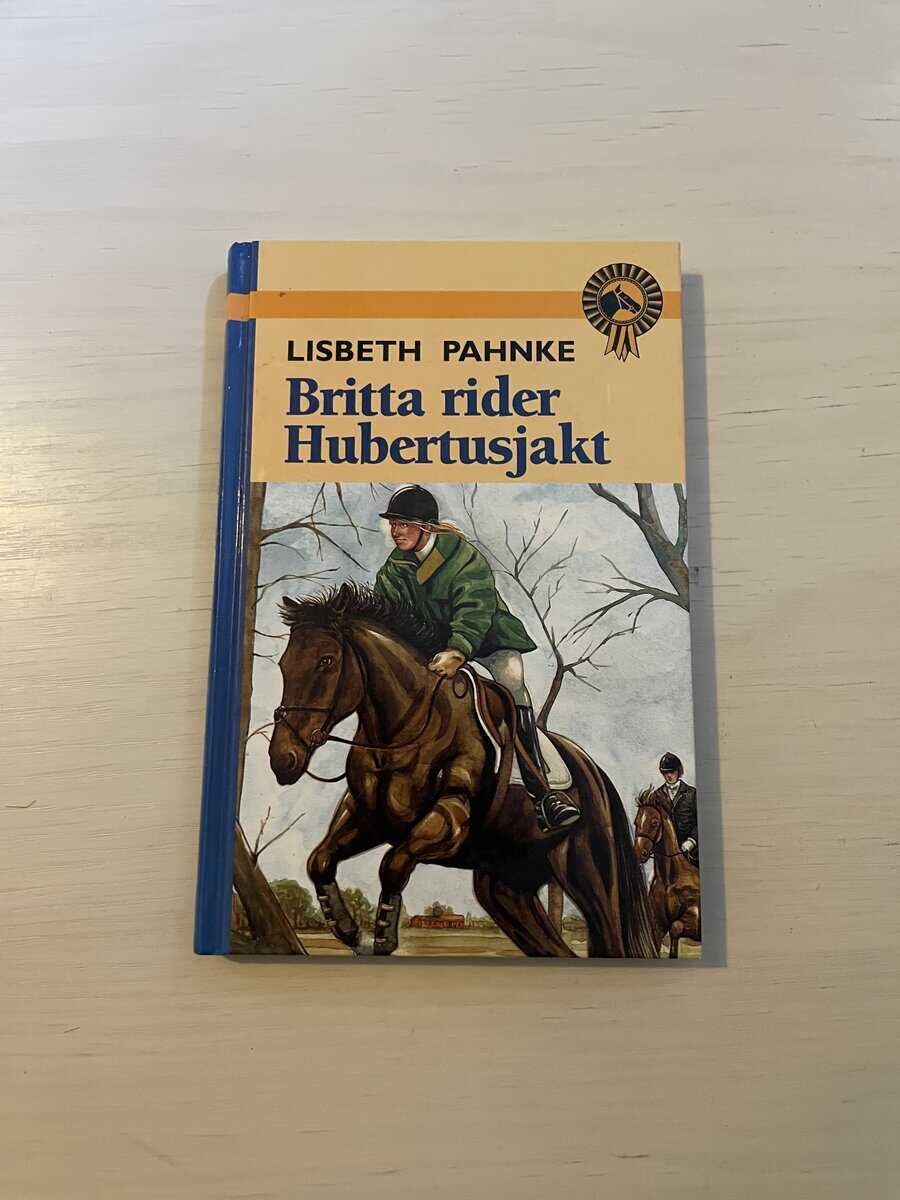 LISBETH PAHNKE
Britta rider
Hubertusjakt